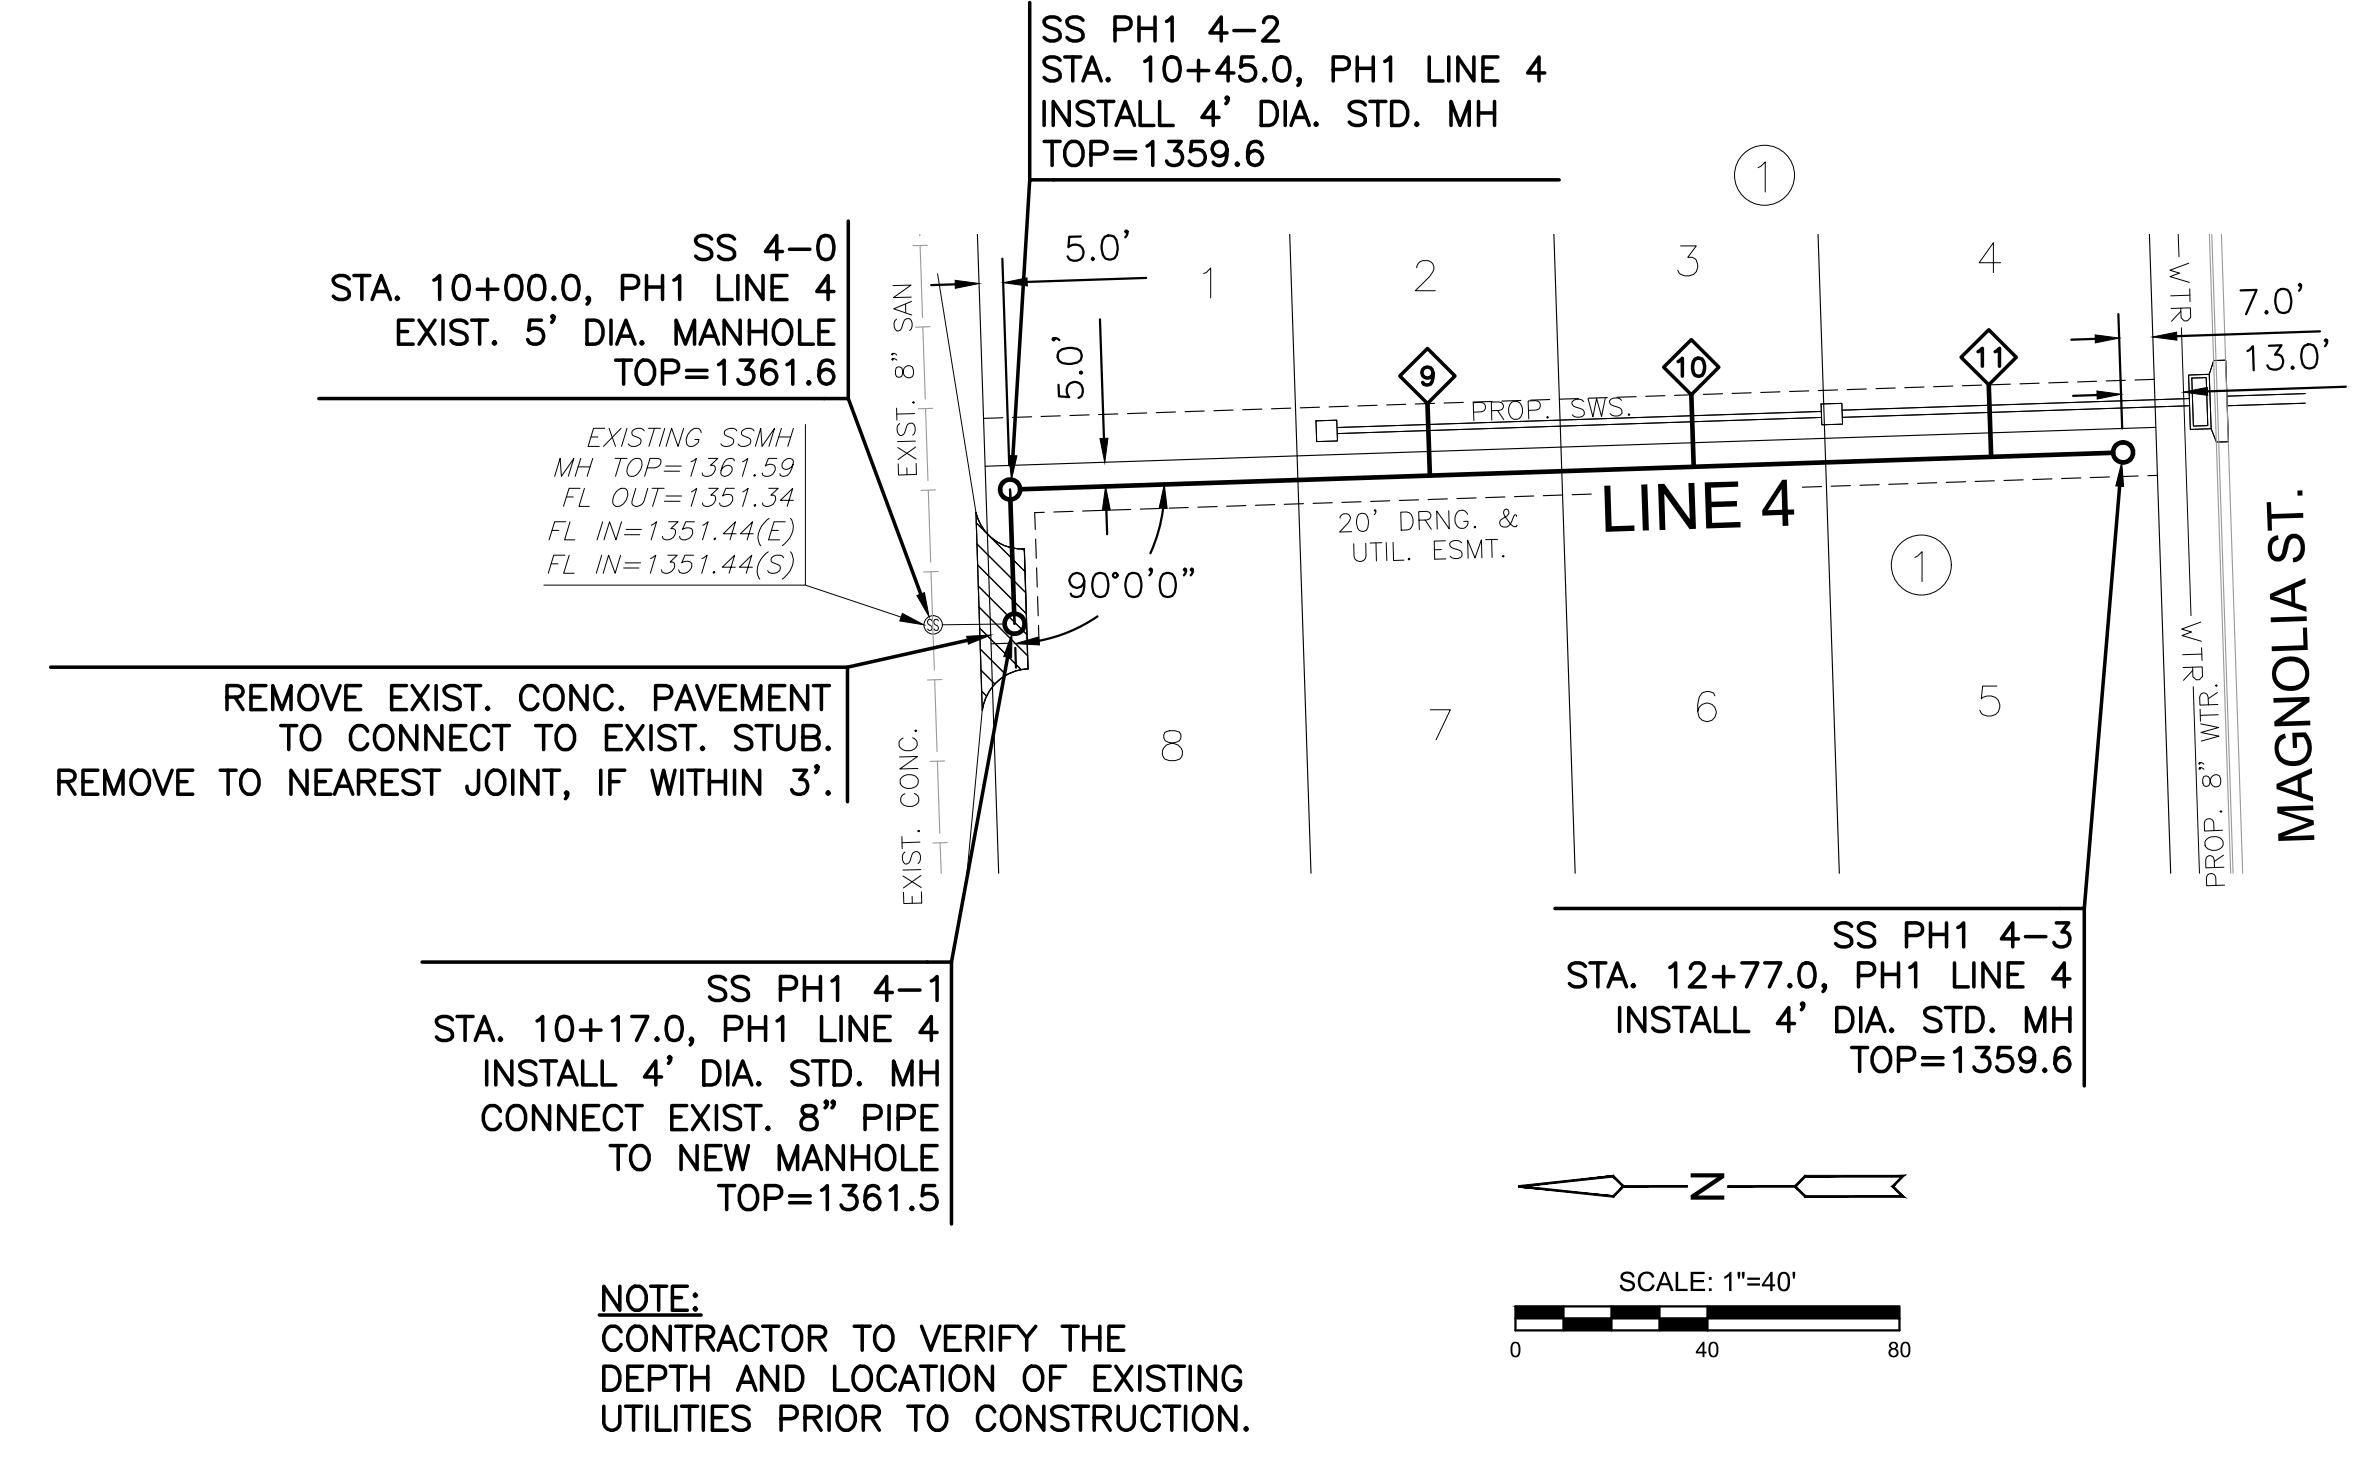 SS PH1 4-2
STA. 10+45.0, PH1 LINE 4
INSTALL 4' DIA. STD. MH
TOP=1359.6
SS 4-0
STA. 10+00.0, PH1 LINE 4
EXIST. 5' DIA. MANHOLE
TOP=1361.6
EXISTING SSMH
MH TOP=1361.59
FL OUT=1351.34
FL IN=1351.44(E)
FL IN=1351.44(S)
REMOVE EXIST. CONC. PAVEMENT
TO CONNECT TO EXIST. STUB.
REMOVE TO NEAREST JOINT, IF WITHIN 3'.
SS PH1 4-1
STA. 10+17.0, PH1 LINE 4
INSTALL 4' DIA. STD. MH
CONNECT EXIST. 8" PIPE
TO NEW MANHOLE
TOP=1361.5
EXIST. 8" SAN
EXIST. CONC.
SS
5.0'
5.0'
90°0'0"
1
1
2
3
4
9
10
11
PROP. SWS.
LINE 4
20' DRNG. &
UTIL. ESMT.
1
8
7
6
5
WTR
7.0'
13.0'
WTR
PROP. 8" WTR.
MAGNOLIA ST.
SS PH1 4-3
STA. 12+77.0, PH1 LINE 4
INSTALL 4' DIA. STD. MH
TOP=1359.6
N
SCALE: 1"=40'
0 40 80
NOTE:
CONTRACTOR TO VERIFY THE
DEPTH AND LOCATION OF EXISTING
UTILITIES PRIOR TO CONSTRUCTION.